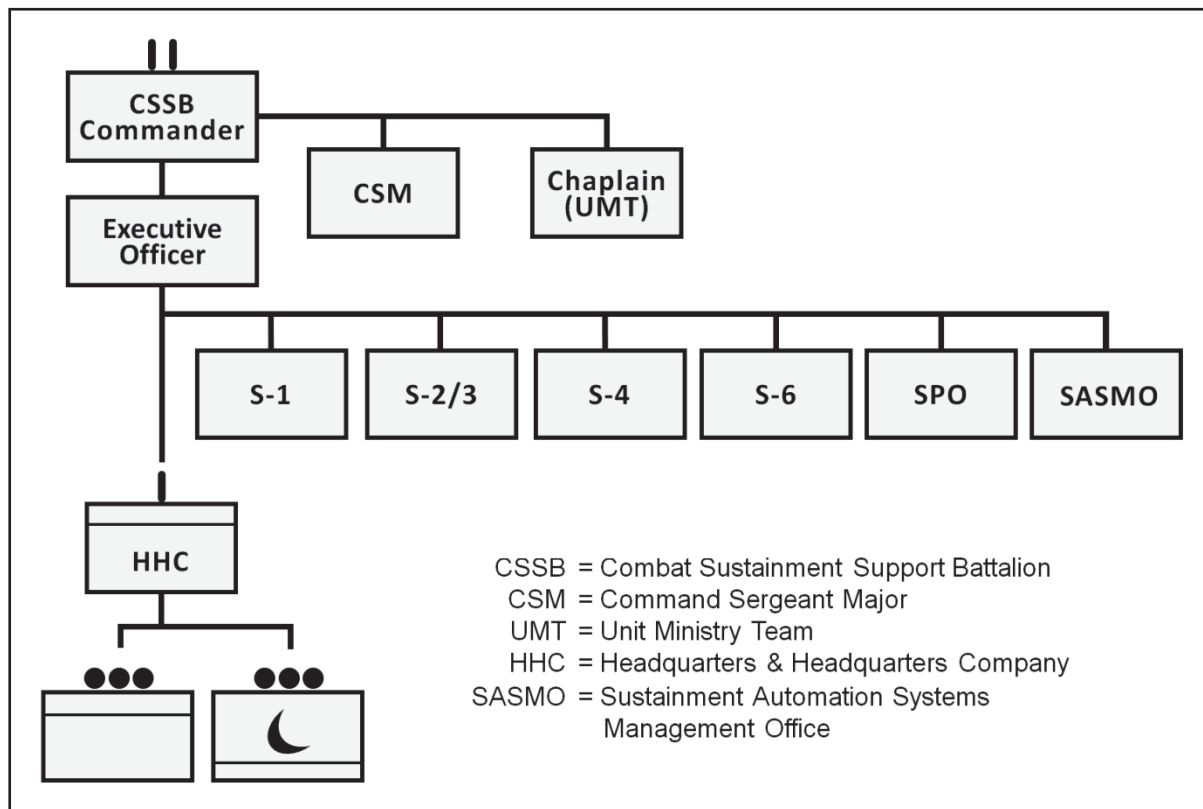 CSSB
Commander
CSM
Chaplain
(UMT)
Executive
Officer
S-1
S-2/3
S-4
S-6
SPO
SASMO
HHC
CSSB = Combat Sustainment Support Battalion
CSM = Command Sergeant Major
UMT = Unit Ministry Team
HHC = Headquarters & Headquarters Company
SASMO = Sustainment Automation Systems
Management Office